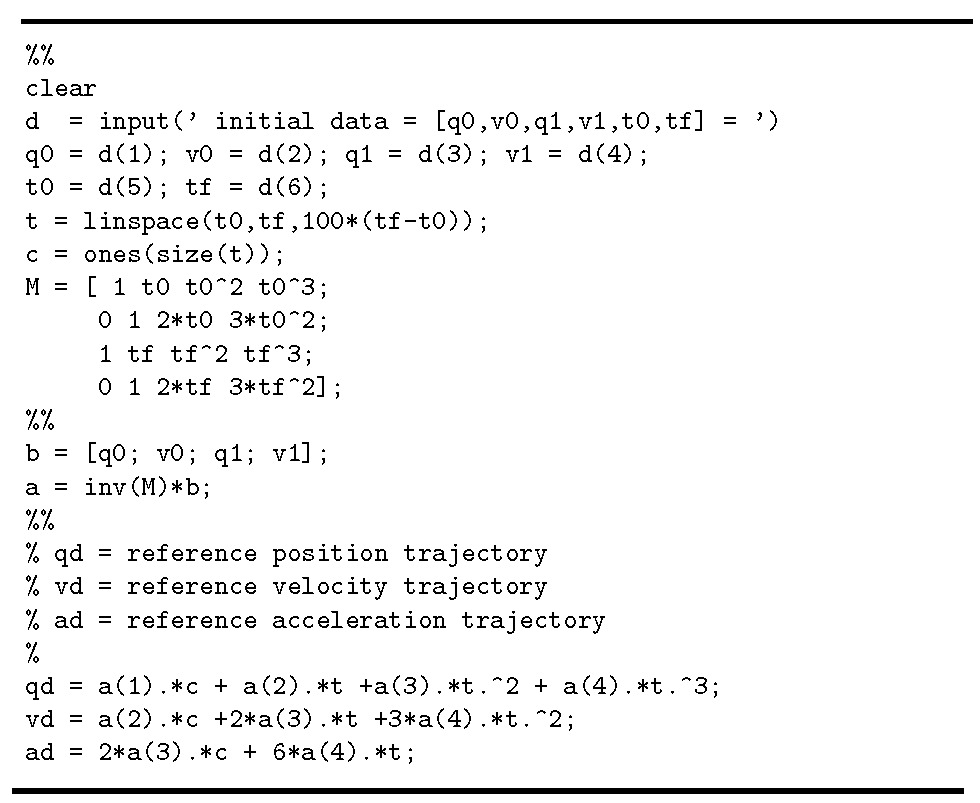 %%
clear
d  = input(’ initial data = [q0,v0,q1,v1,t0,tf] = ’)
q0 = d(1); v0 = d(2); q1 = d(3); v1 = d(4);
t0 = d(5); tf = d(6);
t = linspace(t0,tf,100*(tf-t0));
c = ones(size(t));
M = [ 1 t0 t0^2 t0^3;
     0 1 2*t0 3*t0^2;
     1 tf tf^2 tf^3;
     0 1 2*tf 3*tf^2];
%%
b = [q0; v0; q1; v1];
a = inv(M)*b;
%%
% qd = reference position trajectory
% vd = reference velocity trajectory
% ad = reference acceleration trajectory
%
qd = a(1).*c + a(2).*t +a(3).*t.^2 + a(4).*t.^3;
vd = a(2).*c +2*a(3).*t +3*a(4).*t.^2;
ad = 2*a(3).*c + 6*a(4).*t;